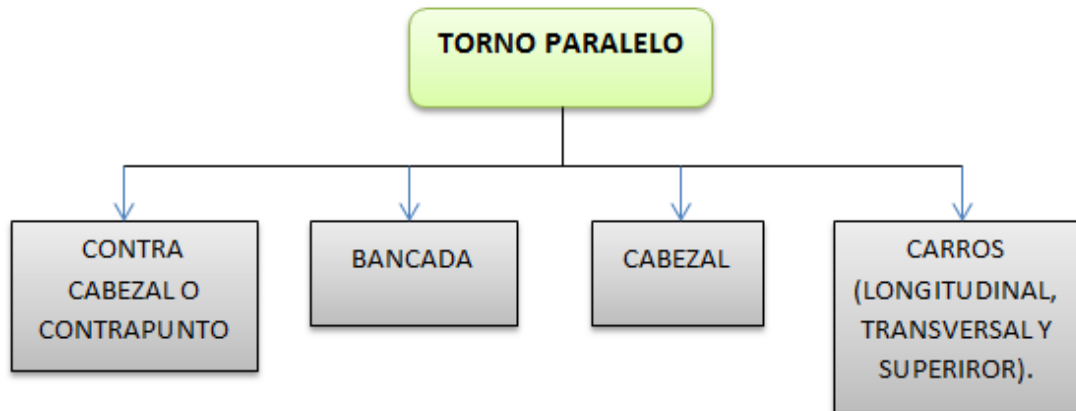 TORNO PARALELO
CONTRA
CABEZAL O
CONTRAPUNTO
BANCADA
CABEZAL
CARROS
(LONGITUDINAL,
TRANSVERSAL Y
SUPERIROR).